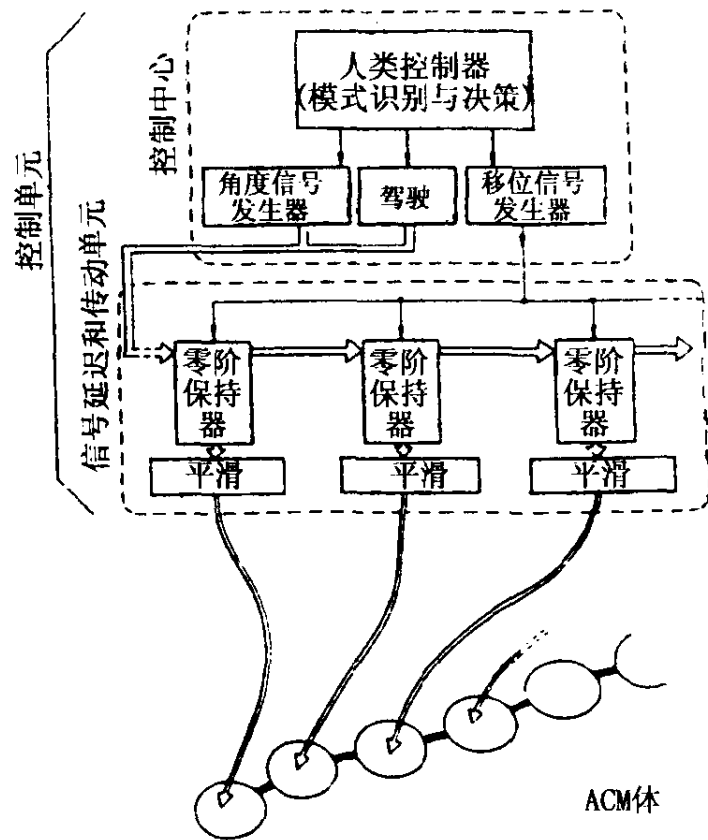 控制单元
控制中心
人类控制器
(模式识别与决策)
角度信号
发生器
驾驶
移位信号
发生器
信号延迟和传动单元
零阶
保持
器
零阶
保持
器
零阶
保持
器
平滑
平滑
平滑
ACM体